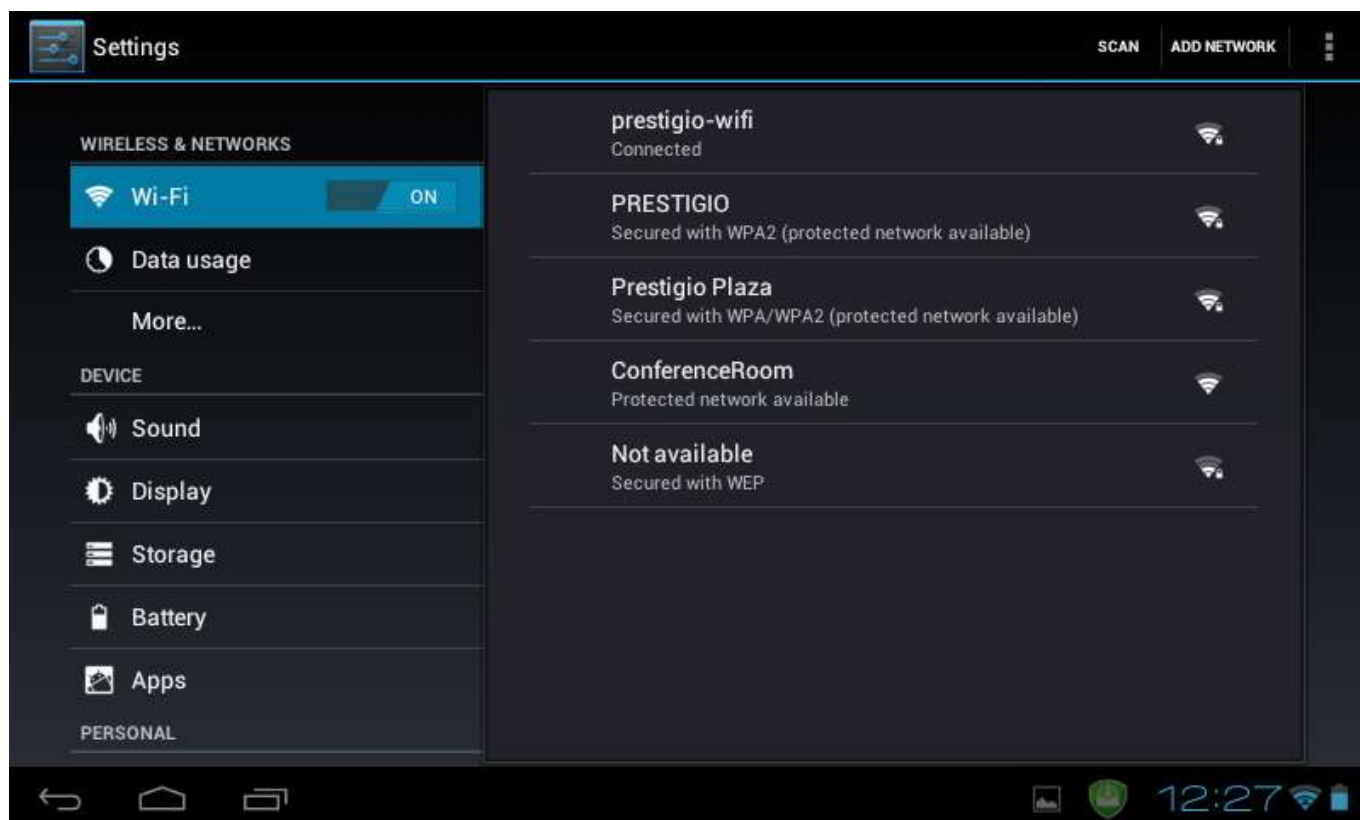 Settings
SCAN
ADD NETWORK
WIRELESS & NETWORKS
Wi-Fi
ON
Data usage
More...
DEVICE
Sound
Display
Storage
Battery
Apps
PERSONAL
prestigio-wifi
Connected
PRESTIGIO
Secured with WPA2 (protected network available)
Prestigio Plaza
Secured with WPA/WPA2 (protected network available)
ConferenceRoom
Protected network available
Not available
Secured with WEP
12:27